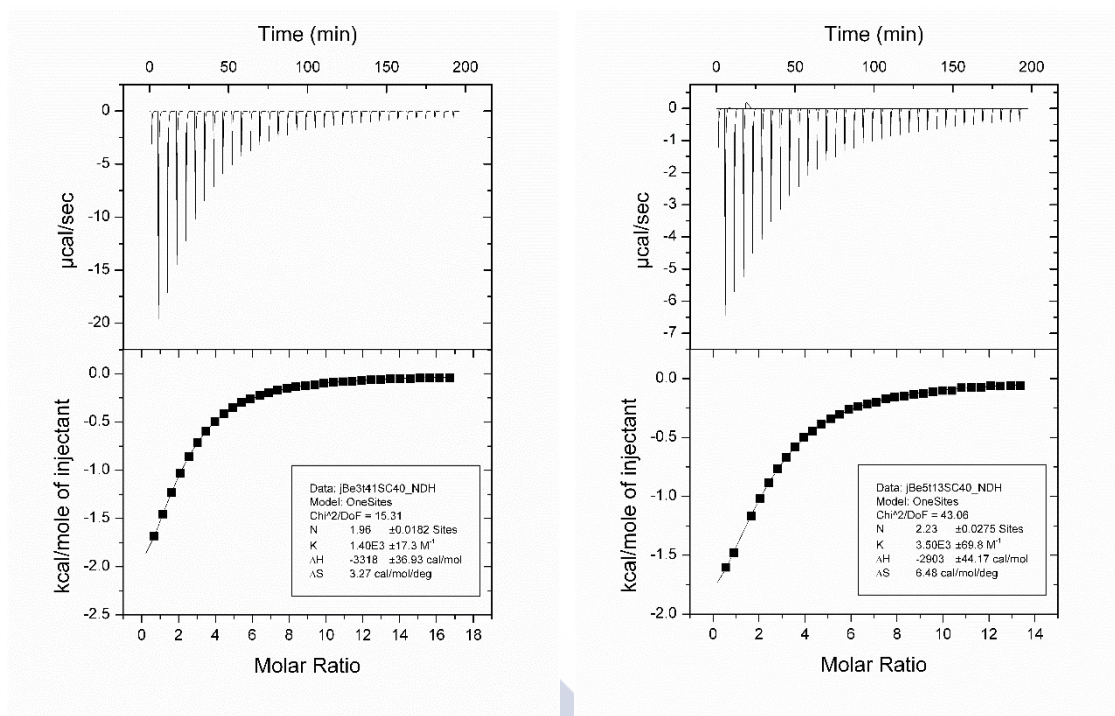 Time (min)
0 50 100 150 200
0
-5
-10
-15
-20
µcal/sec
0.0
-0.5
-1.0
-1.5
-2.0
-2.5
kcal/mole of injectant
Data: jBe3t41SC40_NDH
Model: OneSites
Chi^2/DoF = 15.31
N 1.96 ±0.0182 Sites
K 1.40E3 ±17.3 M⁻¹
ΔH -3318 ±36.93 cal/mol
ΔS 3.27 cal/mol/deg
0 2 4 6 8 10 12 14 16 18
Molar Ratio
Time (min)
0 50 100 150 200
0
-1
-2
-3
-4
-5
-6
-7
µcal/sec
0.0
-0.5
-1.0
-1.5
-2.0
kcal/mole of injectant
Data: jBe5t13SC40_NDH
Model: OneSites
Chi^2/DoF = 43.06
N 2.23 ±0.0275 Sites
K 3.50E3 ±69.8 M⁻¹
ΔH -2903 ±44.17 cal/mol
ΔS 6.48 cal/mol/deg
0 2 4 6 8 10 12 14
Molar Ratio